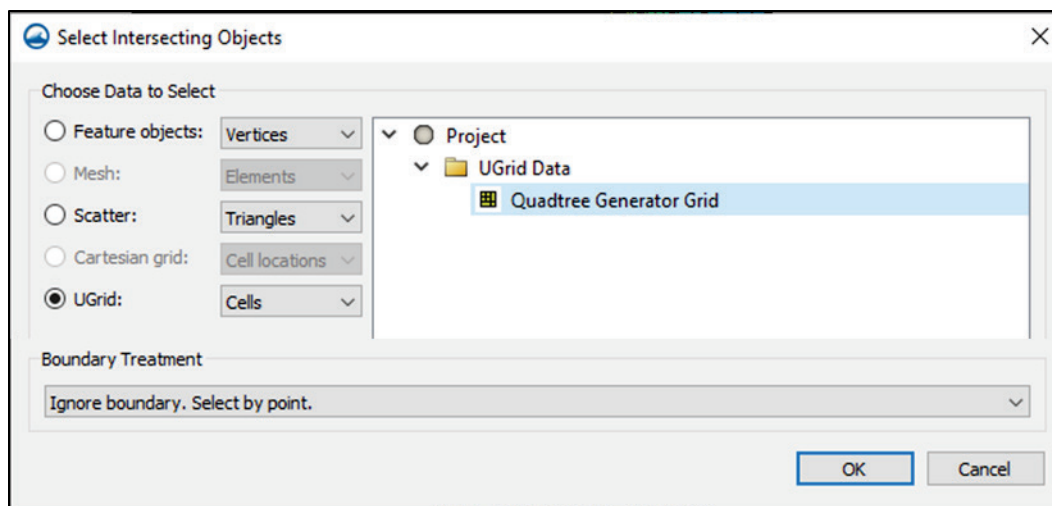 Select Intersecting Objects
Choose Data to Select
Feature objects: Vertices
Mesh: Elements
Scatter: Triangles
Cartesian grid: Cell locations
UGrid: Cells
Project
UGrid Data
Quadtree Generator Grid
Boundary Treatment
Ignore boundary. Select by point.
OK Cancel